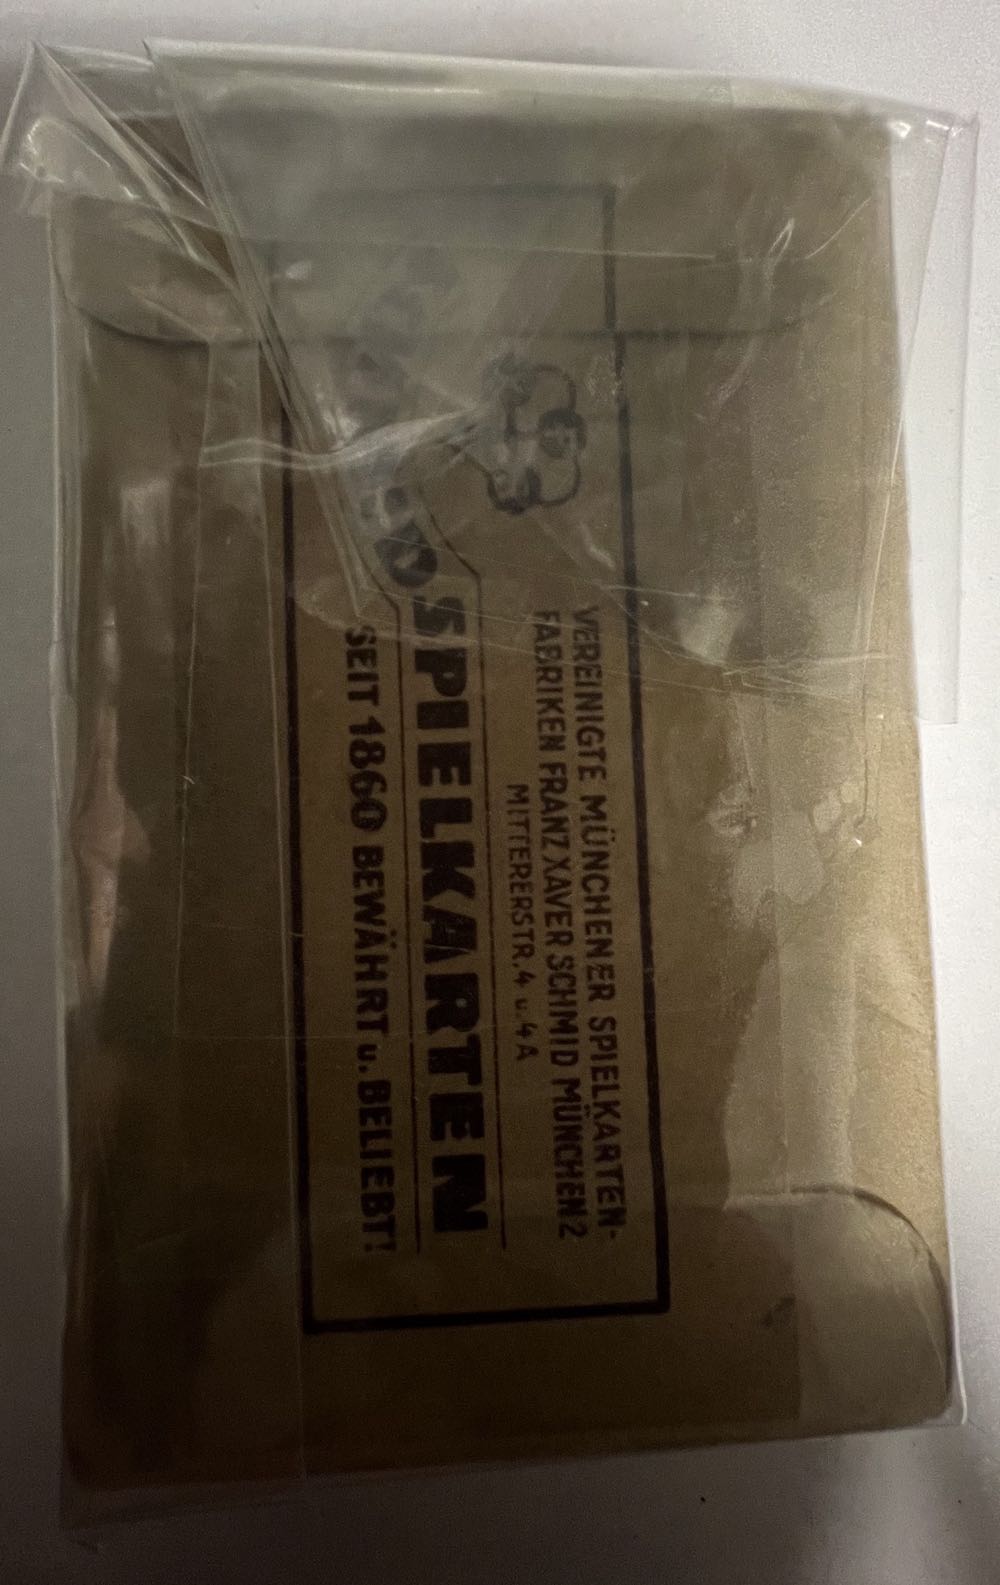 VEREINIGTE MÜNCHENER SPIELKARTEN-
FABRIKEN FRANZ XAVER SCHMID MÜNCHEN 2
MITTERERSTR. 4 u. 4A
SPIELKARTEN
SEIT 1860 BEWÄHRT u. BELIEBT!